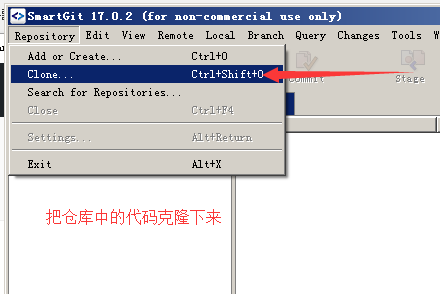 SmartGit 17.0.2 (for non-commercial use only)
Repository Edit View Remote Local Branch Query Changes Tools W
Add or Create... Ctrl+O
Clone... Ctrl+Shift+O
Search for Repositories...
Close Ctrl+F4
Settings... Alt+Return
Exit Alt+X
Commit Stage
把仓库中的代码克隆下来